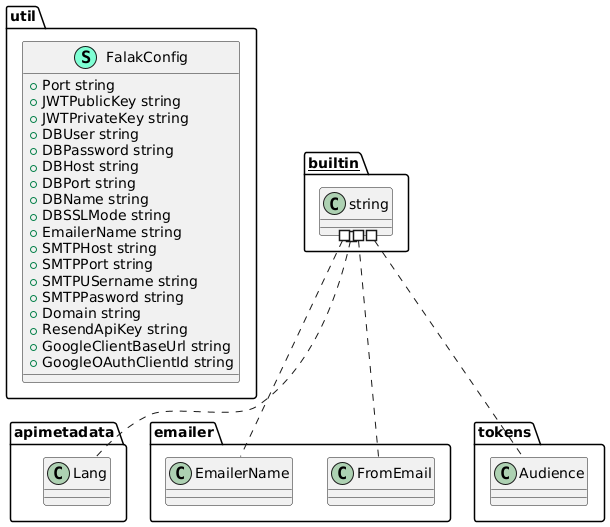 util
S FalakConfig
Port string
JWTPublicKey string
JWTPrivateKey string
DBUser string
DBPassword string
DBHost string
DBPort string
DBName string
DBSSLMode string
EmailerName string
SMTPHost string
SMTPPort string
SMTPUSername string
SMTPPasword string
Domain string
ResendApiKey string
GoogleClientBaseUrl string
GoogleOAuthClientId string
builtin
C string
apimetadata
C Lang
emailer
C EmailerName
C FromEmail
tokens
C Audience